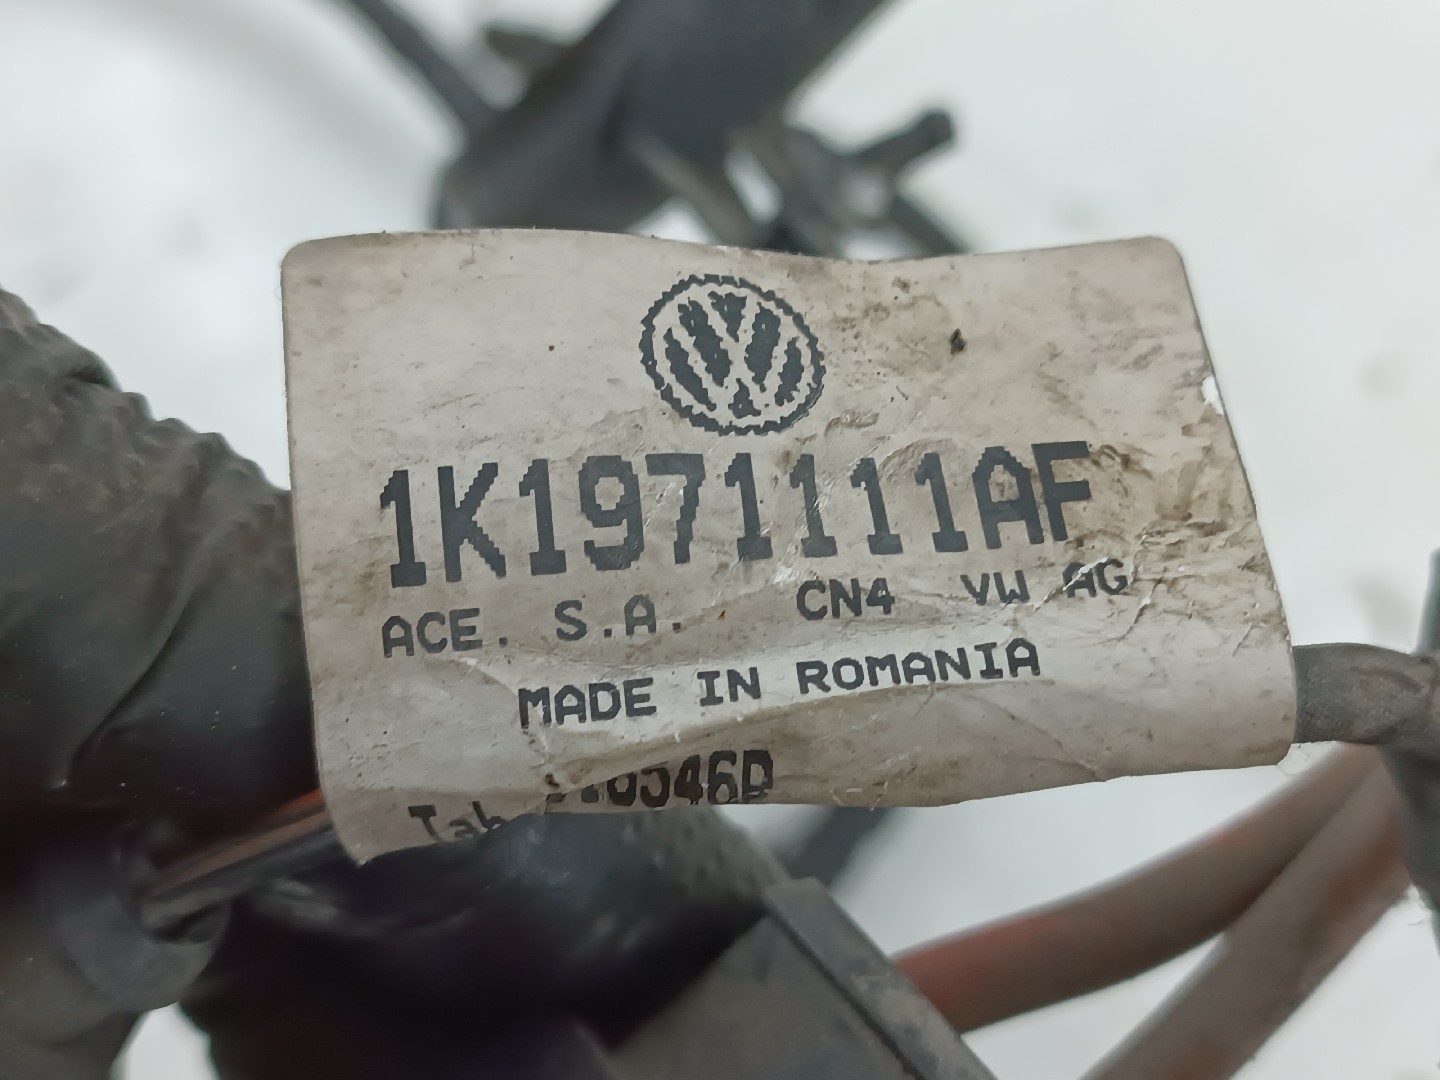 1K1971111AF
ACE. S.A. CN4 VW AG
MADE IN ROMANIA